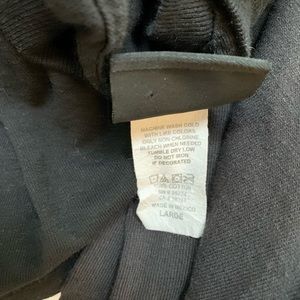 MACHINE WASH COLD
WITH LIKE COLORS
ONLY NON CHLORINE
BLEACH WHEN NEEDED
TUMBLE DRY LOW
DO NOT IRON
IF DECORATED
COTTON
MADE IN MEXICO
LARGE